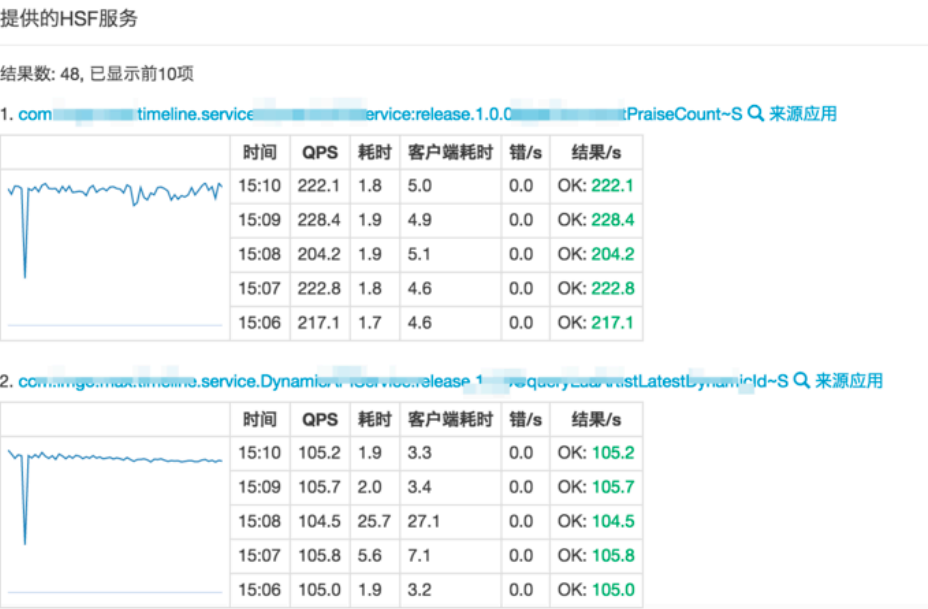 提供的HSF服务
结果数: 48, 已显示前10项
1. com timeline.service ervice:release.1.0.0 tPraiseCount~S 来源应用
时间 QPS 耗时 客户端耗时 错/s 结果/s
15:10 222.1 1.8 5.0 0.0 OK: 222.1
15:09 228.4 1.9 4.9 0.0 OK: 228.4
15:08 204.2 1.9 5.1 0.0 OK: 204.2
15:07 222.8 1.8 4.6 0.0 OK: 222.8
15:06 217.1 1.7 4.6 0.0 OK: 217.1
2. .service. release 来源应用
时间 QPS 耗时 客户端耗时 错/s 结果/s
15:10 105.2 1.9 3.3 0.0 OK: 105.2
15:09 105.7 2.0 3.4 0.0 OK: 105.7
15:08 104.5 25.7 27.1 0.0 OK: 104.5
15:07 105.8 5.6 7.1 0.0 OK: 105.8
15:06 105.0 1.9 3.2 0.0 OK: 105.0